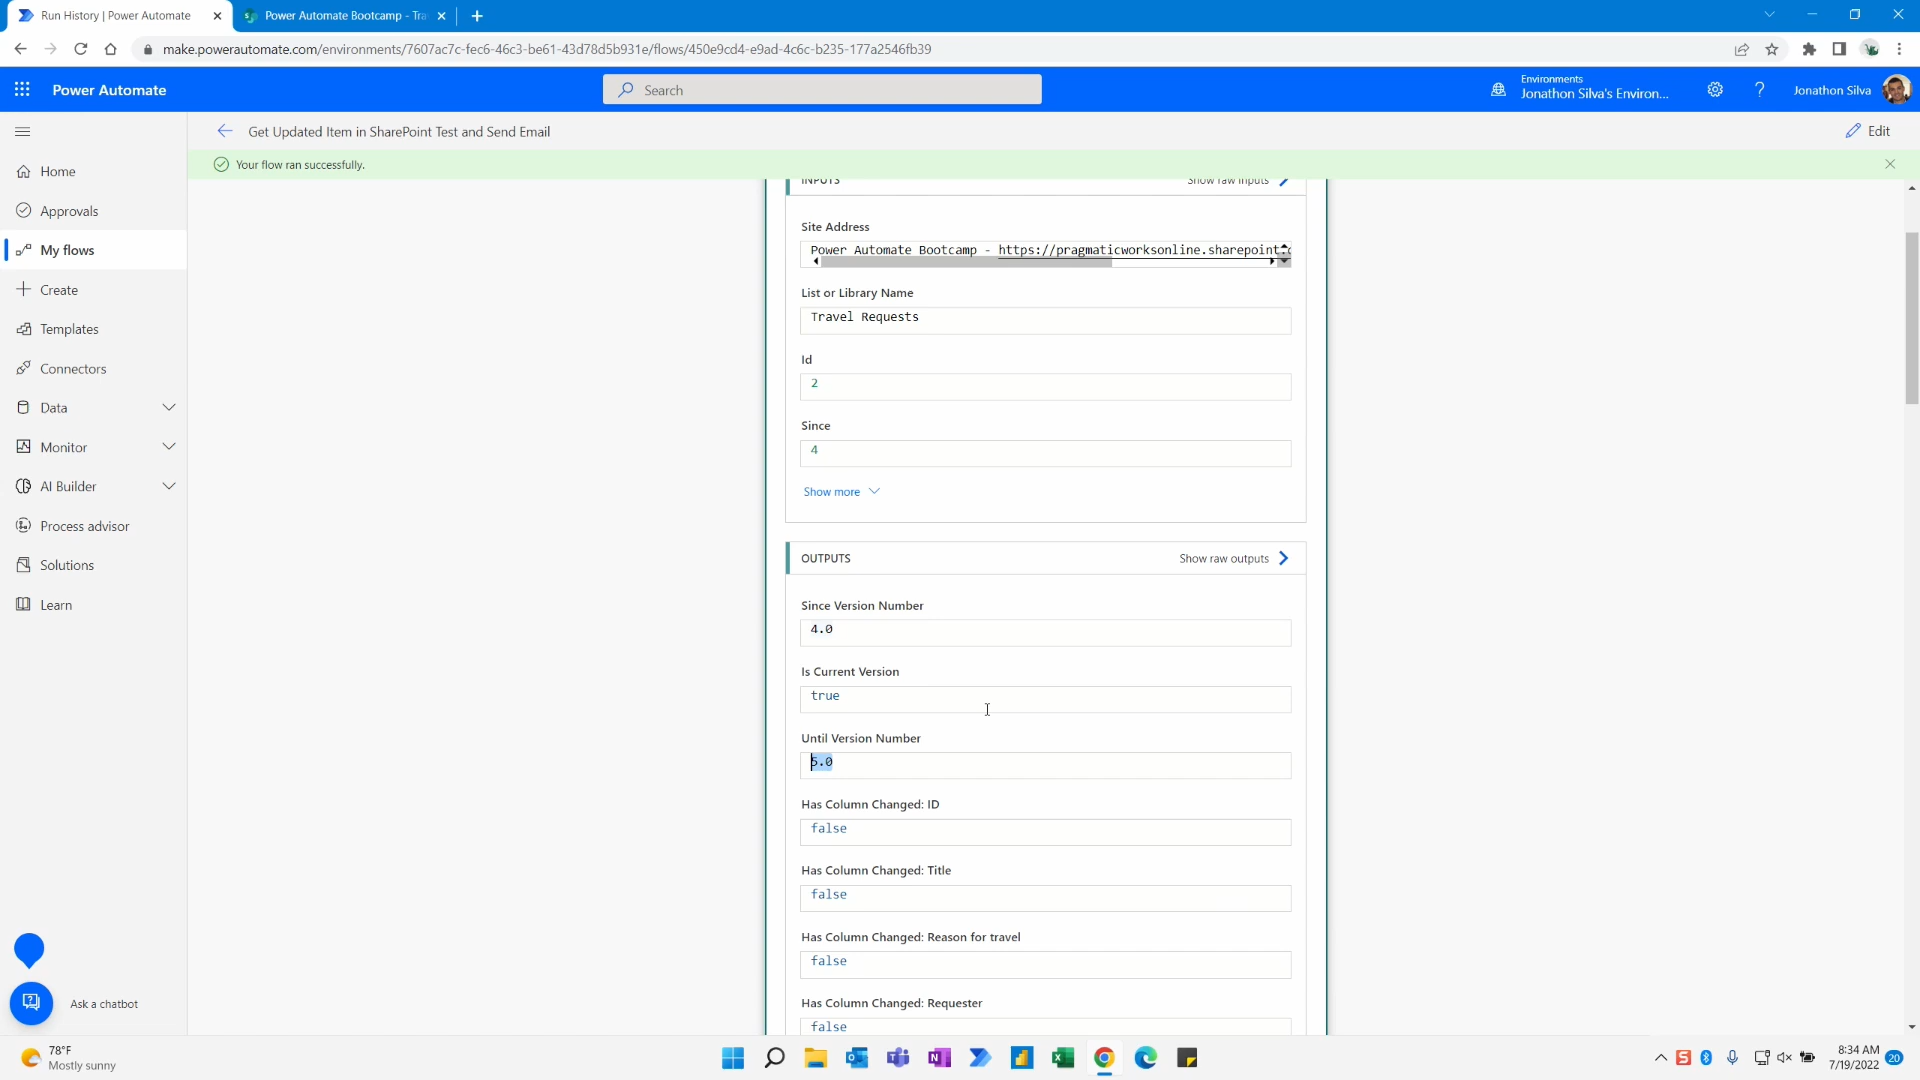 Run History | Power Automate
Power Automate Bootcamp - Tra
make.powerautomate.com/environments/7607ac7c-fec6-46c3-be61-43d78d5b931e/flows/450e9cd4-e9ad-4c6c-b235-177a2546fb39
Power Automate
Search
Environments
Jonathon Silva's Environ...
Jonathon Silva
Get Updated Item in SharePoint Test and Send Email
Edit
Your flow ran successfully.
Home
Approvals
My flows
Create
Templates
Connectors
Data
Monitor
AI Builder
Process advisor
Solutions
Learn
Ask a chatbot
INPUTS
Show raw inputs
Site Address
Power Automate Bootcamp - https://pragmaticworksonline.sharepoint.c
List or Library Name
Travel Requests
Id
2
Since
4
Show more
OUTPUTS
Show raw outputs
Since Version Number
4.0
Is Current Version
true
Until Version Number
5.0
Has Column Changed: ID
false
Has Column Changed: Title
false
Has Column Changed: Reason for travel
false
Has Column Changed: Requester
false
78°F
Mostly sunny
8:34 AM
7/19/2022
20